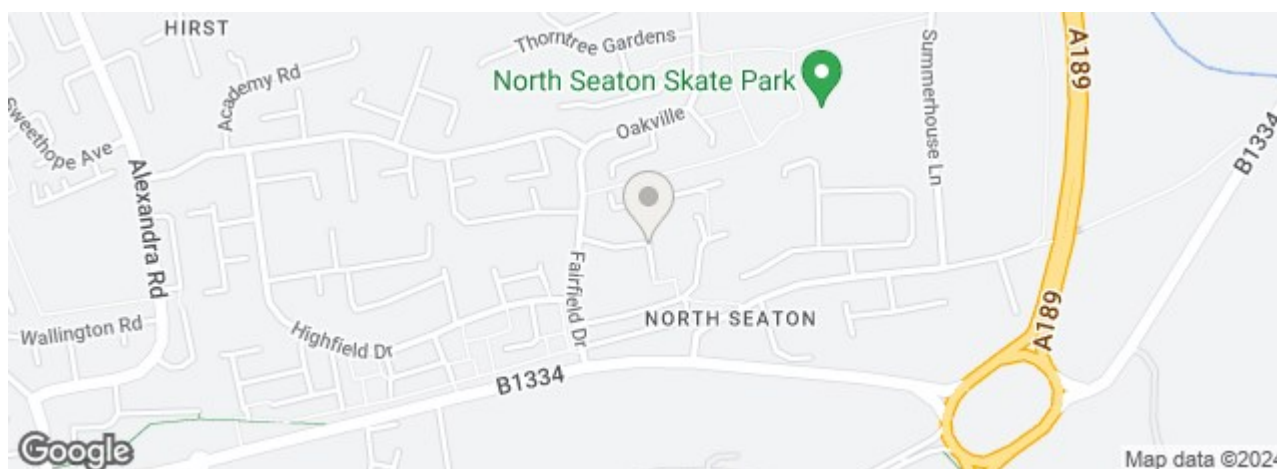 HIRST
Thorntree Gardens
A189
Summerhouse Ln
Academy Rd
North Seaton Skate Park
A189
Sweethope Ave
Oakville
B1334
Alexandra Rd
Fairfield Dr
A189
Wallington Rd
Highfield Dr
NORTH SEATON
B1334
Google
Map data ©2024